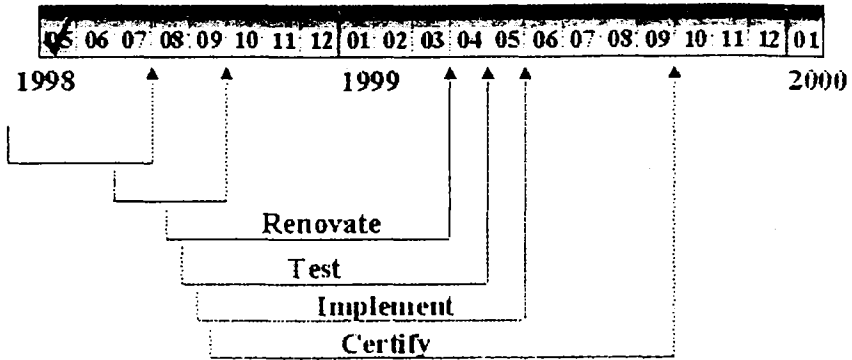 05 06 07 08 09 10 11 12 01 02 03 04 05 06 07 08 09 10 11 12 01
1998 1999 2000
Renovate
Test
Implement
Certify